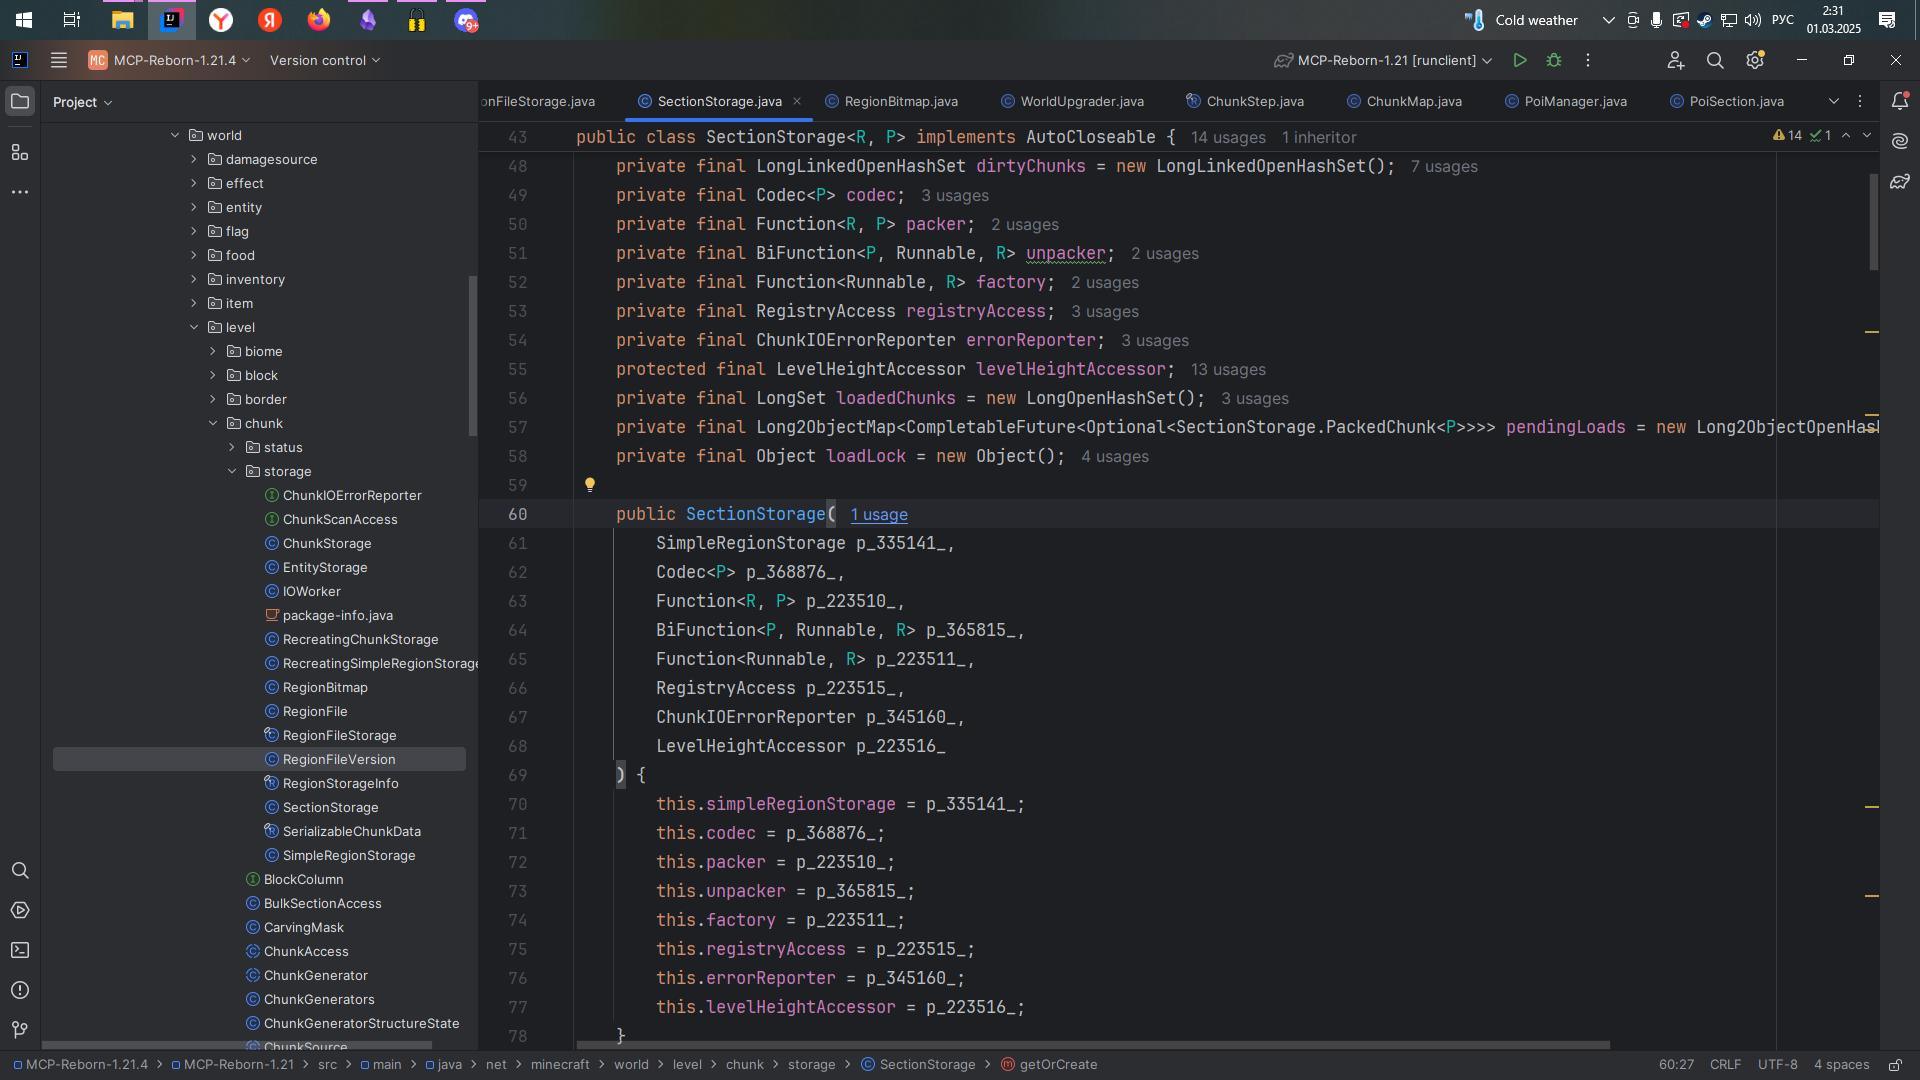 Cold weather
РУС
2:31
01.03.2025
MC MCP-Reborn-1.21.4
Version control
MCP-Reborn-1.21 [runclient]
Project
onFileStorage.java
SectionStorage.java
RegionBitmap.java
WorldUpgrader.java
ChunkStep.java
ChunkMap.java
PoiManager.java
PoiSection.java
world
damagesource
effect
entity
flag
food
inventory
item
level
biome
block
border
chunk
status
storage
ChunkIOErrorReporter
ChunkScanAccess
ChunkStorage
EntityStorage
IOWorker
package-info.java
RecreatingChunkStorage
RecreatingSimpleRegionStorage
RegionBitmap
RegionFile
RegionFileStorage
RegionFileVersion
RegionStorageInfo
SectionStorage
SerializableChunkData
SimpleRegionStorage
BlockColumn
BulkSectionAccess
CarvingMask
ChunkAccess
ChunkGenerator
ChunkGenerators
ChunkGeneratorStructureState
ChunkSource
43 public class SectionStorage<R, P> implements AutoCloseable { 14 usages 1 inheritor
14 1
48 private final LongLinkedOpenHashSet dirtyChunks = new LongLinkedOpenHashSet(); 7 usages
49 private final Codec<P> codec; 3 usages
50 private final Function<R, P> packer; 2 usages
51 private final BiFunction<P, Runnable, R> unpacker; 2 usages
52 private final Function<Runnable, R> factory; 2 usages
53 private final RegistryAccess registryAccess; 3 usages
54 private final ChunkIOErrorReporter errorReporter; 3 usages
55 protected final LevelHeightAccessor levelHeightAccessor; 13 usages
56 private final LongSet loadedChunks = new LongOpenHashSet(); 3 usages
57 private final Long2ObjectMap<CompletableFuture<Optional<SectionStorage.PackedChunk<P>>>> pendingLoads = new Long2ObjectOpenHas
58 private final Object loadLock = new Object(); 4 usages
59
60 public SectionStorage( 1 usage
61 SimpleRegionStorage p_335141_,
62 Codec<P> p_368876_,
63 Function<R, P> p_223510_,
64 BiFunction<P, Runnable, R> p_365815_,
65 Function<Runnable, R> p_223511_,
66 RegistryAccess p_223515_,
67 ChunkIOErrorReporter p_345160_,
68 LevelHeightAccessor p_223516_
69 ) {
70 this.simpleRegionStorage = p_335141_;
71 this.codec = p_368876_;
72 this.packer = p_223510_;
73 this.unpacker = p_365815_;
74 this.factory = p_223511_;
75 this.registryAccess = p_223515_;
76 this.errorReporter = p_345160_;
77 this.levelHeightAccessor = p_223516_;
78 }
MCP-Reborn-1.21.4 > MCP-Reborn-1.21 > src > main > java > net > minecraft > world > level > chunk > storage > SectionStorage > getOrCreate
60:27 CRLF UTF-8 4 spaces